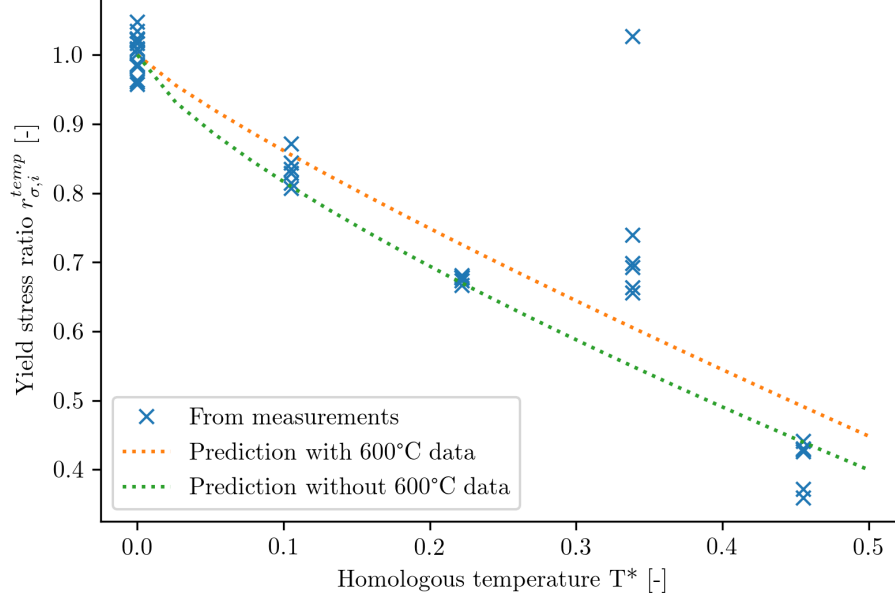 Yield stress ratio r_{σ,i}^{temp} [-]
1.0
0.9
0.8
0.7
0.6
0.5
0.4
From measurements
Prediction with 600°C data
Prediction without 600°C data
0.0 0.1 0.2 0.3 0.4 0.5
Homologous temperature T* [-]